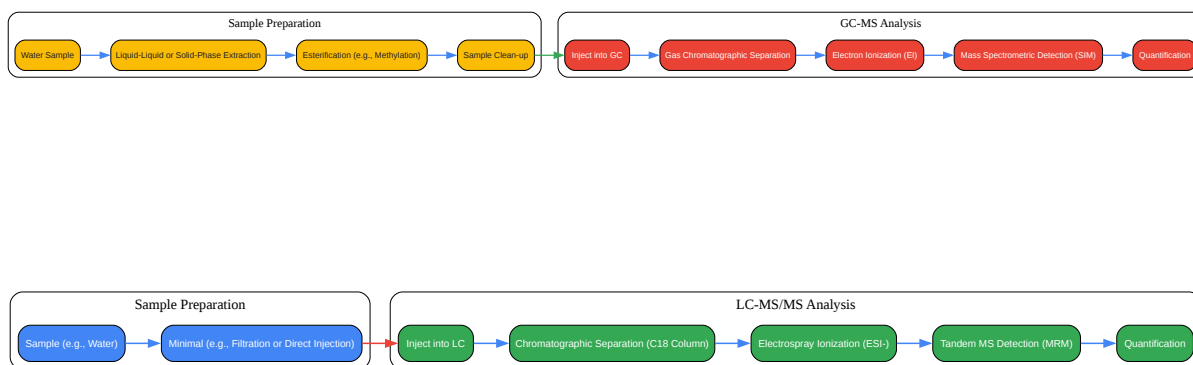 Sample Preparation
GC-MS Analysis
Water Sample
Liquid-Liquid or Solid-Phase Extraction
Esterification (e.g., Methylation)
Sample Clean-up
Inject into GC
Gas Chromatographic Separation
Electron Ionization (EI)
Mass Spectrometric Detection (SIM)
Quantification
Sample Preparation
LC-MS/MS Analysis
Sample (e.g., Water)
Minimal (e.g., Filtration or Direct Injection)
Inject into LC
Chromatographic Separation (C18 Column)
Electrospray Ionization (ESI-)
Tandem MS Detection (MRM)
Quantification